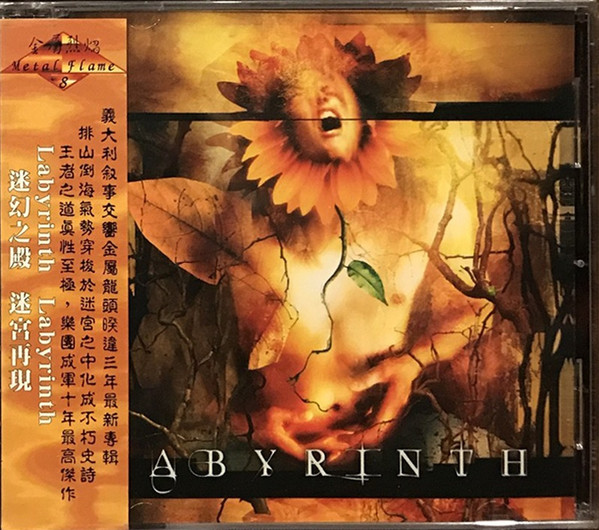 金屬烈焰
Metal Flame
8
義大利敘事交響金屬龍頭睽違三年最新專輯
排山倒海氣勢穿梭於迷宮之中化成不朽史詩
王者之道真性至極，樂團成軍十年最高傑作
Labyrinth Labyrinth
迷幻之殿 迷宮再現
ABYRINTH